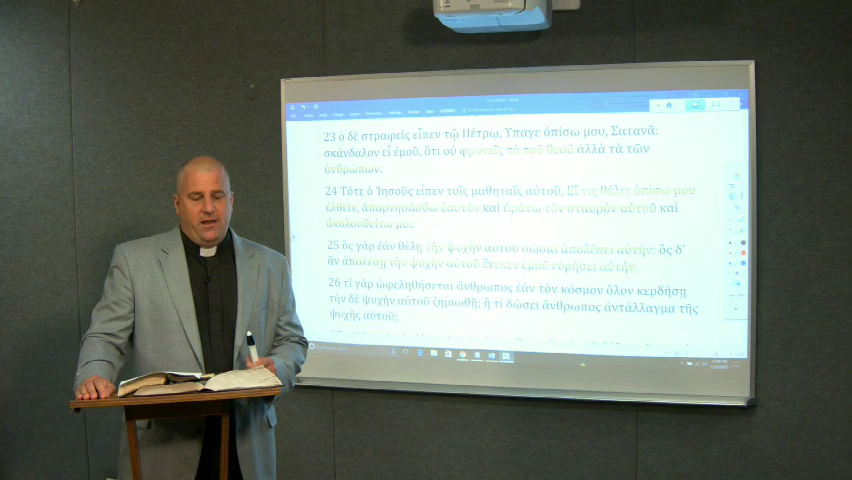 23 ὁ δὲ στραφεὶς εἶπεν τῷ Πέτρῳ, Ὕπαγε ὀπίσω μου, Σατανᾶ:
σκάνδαλον εἶ ἐμοῦ, ὅτι οὐ φρονεῖς τὰ τοῦ θεοῦ ἀλλὰ τὰ τῶν
ἀνθρώπων.
24 Τότε ὁ Ἰησοῦς εἶπεν τοῖς μαθηταῖς αὐτοῦ, Εἴ τις θέλει ὀπίσω μου
ἐλθεῖν, ἀπαρνησάσθω ἑαυτὸν καὶ ἀράτω τὸν σταυρὸν αὐτοῦ καὶ
ἀκολουθείτω μοι.
25 ὃς γὰρ ἐὰν θέλῃ τὴν ψυχὴν αὐτοῦ σῶσαι ἀπολέσει αὐτήν: ὃς δ'
ἂν ἀπολέσῃ τὴν ψυχὴν αὐτοῦ ἕνεκεν ἐμοῦ εὑρήσει αὐτήν.
26 τί γὰρ ὠφεληθήσεται ἄνθρωπος ἐὰν τὸν κόσμον ὅλον κερδήσῃ
τὴν δὲ ψυχὴν αὐτοῦ ζημιωθῇ; ἢ τί δώσει ἄνθρωπος ἀντάλλαγμα τῆς
ψυχῆς αὐτοῦ;